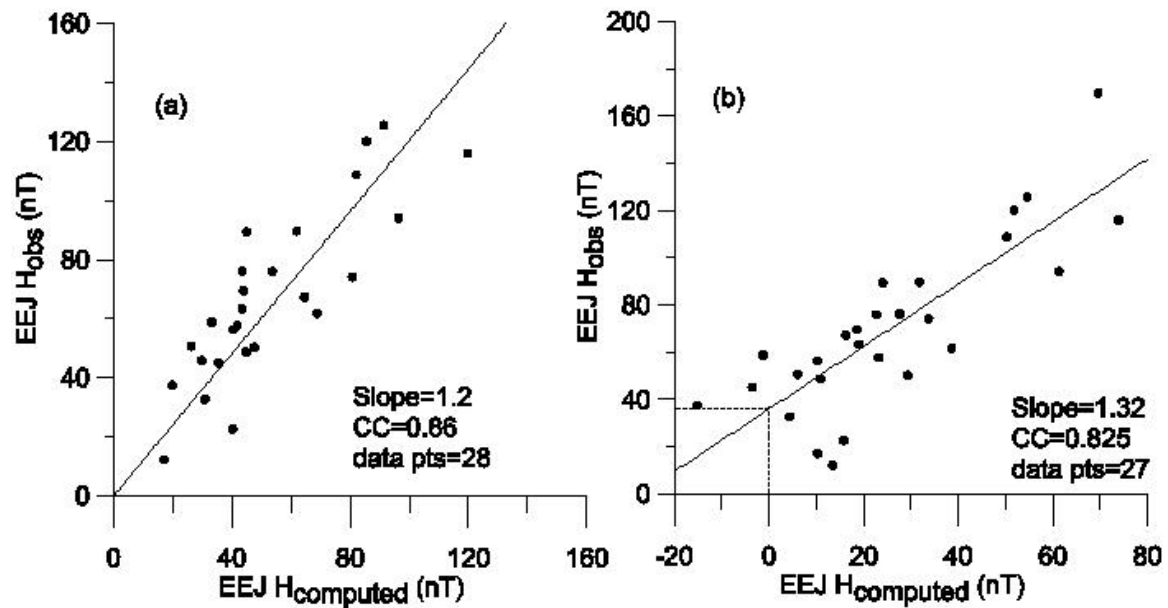 160
120
80
40
0
EEJ Hobs (nT)
(a)
Slope=1.2
CC=0.86
data pts=28
0 40 80 120 160
EEJ Hcomputed (nT)
200
160
120
80
40
0
EEJ Hobs (nT)
(b)
Slope=1.32
CC=0.825
data pts=27
-20 0 20 40 60 80
EEJ Hcomputed (nT)